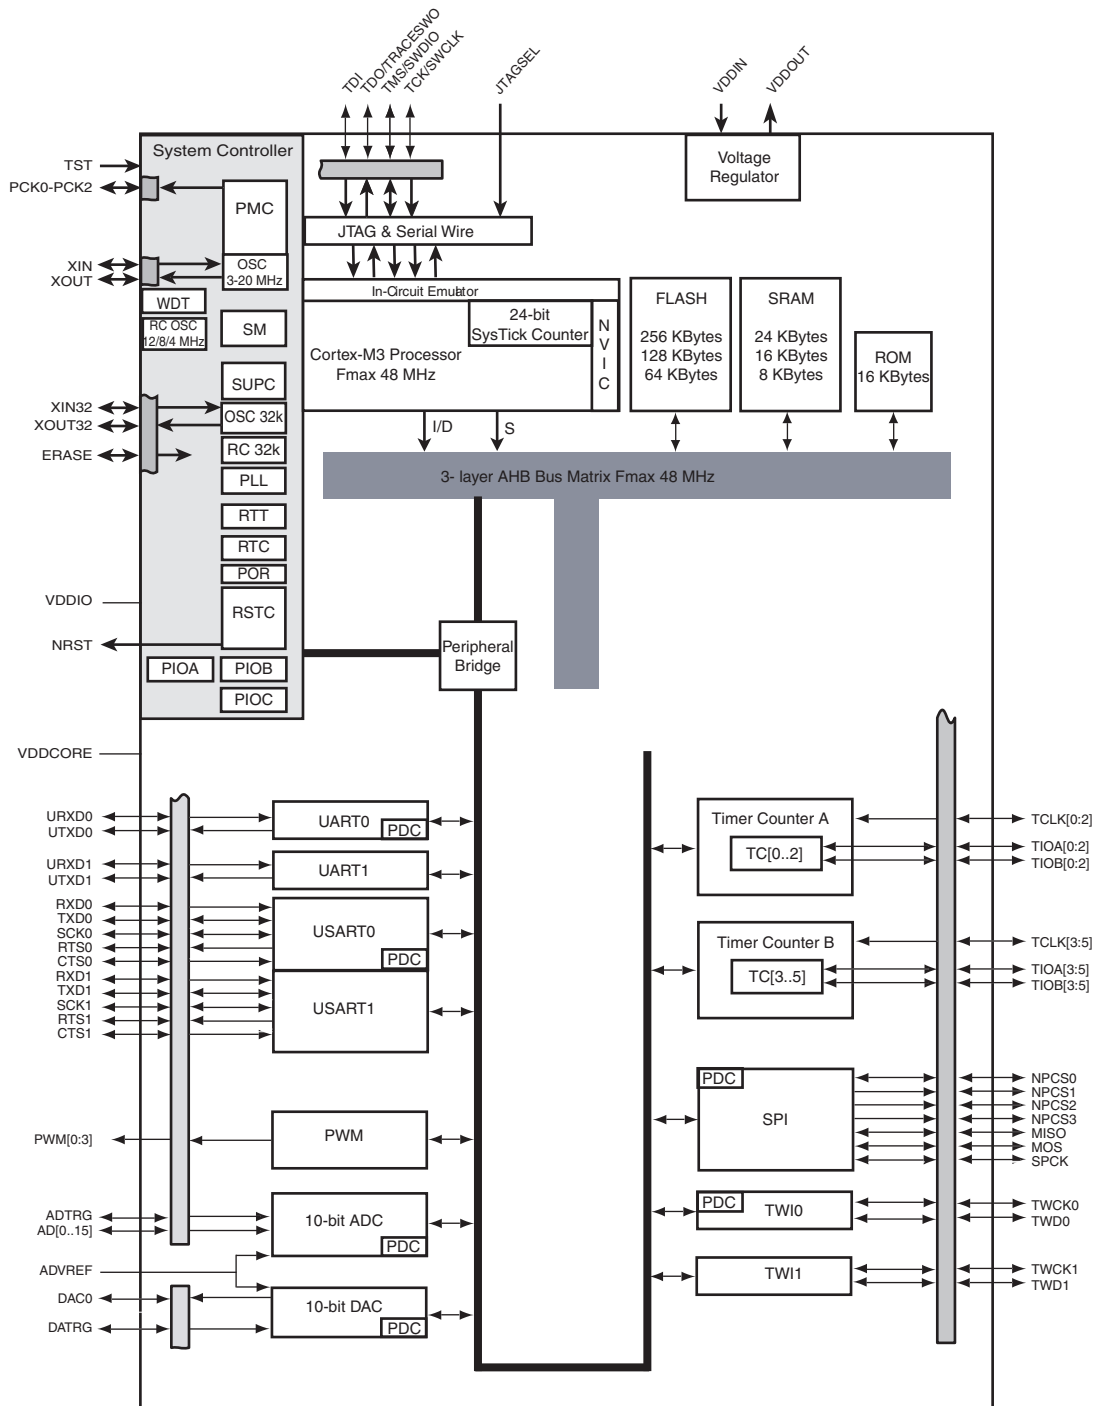 TDI
TDO/TRACESWO
TMS/SWDIO
TCK/SWCLK
JTAGSEL
VDDIN
VDDOUT
System Controller
Voltage
Regulator
TST
PCK0-PCK2
PMC
JTAG & Serial Wire
XIN
XOUT
OSC
3-20 MHz
In-Circuit Emulator
WDT
RC OSC
12/8/4 MHz
SM
24-bit
SysTick Counter
N
V
I
C
Cortex-M3 Processor
Fmax 48 MHz
FLASH
256 KBytes
128 KBytes
64 KBytes
SRAM
24 KBytes
16 KBytes
8 KBytes
ROM
16 KBytes
SUPC
XIN32
XOUT32
OSC 32k
ERASE
RC 32k
I/D
S
3- layer AHB Bus Matrix Fmax 48 MHz
PLL
RTT
RTC
POR
VDDIO
RSTC
NRST
Peripheral
Bridge
PIOA
PIOB
PIOC
VDDCORE
URXD0
UTXD0
UART0
PDC
URXD1
UTXD1
UART1
RXD0
TXD0
SCK0
RTS0
CTS0
USART0
PDC
RXD1
TXD1
SCK1
RTS1
CTS1
USART1
PWM[0:3]
PWM
ADTRG
AD[0..15]
10-bit ADC
PDC
ADVREF
DAC0
DATRG
10-bit DAC
PDC
Timer Counter A
TC[0..2]
TCLK[0:2]
TIOA[0:2]
TIOB[0:2]
Timer Counter B
TC[3..5]
TCLK[3:5]
TIOA[3:5]
TIOB[3:5]
PDC
SPI
NPCS0
NPCS1
NPCS2
NPCS3
MISO
MOS
SPCK
PDC
TWI0
TWCK0
TWD0
TWI1
TWCK1
TWD1